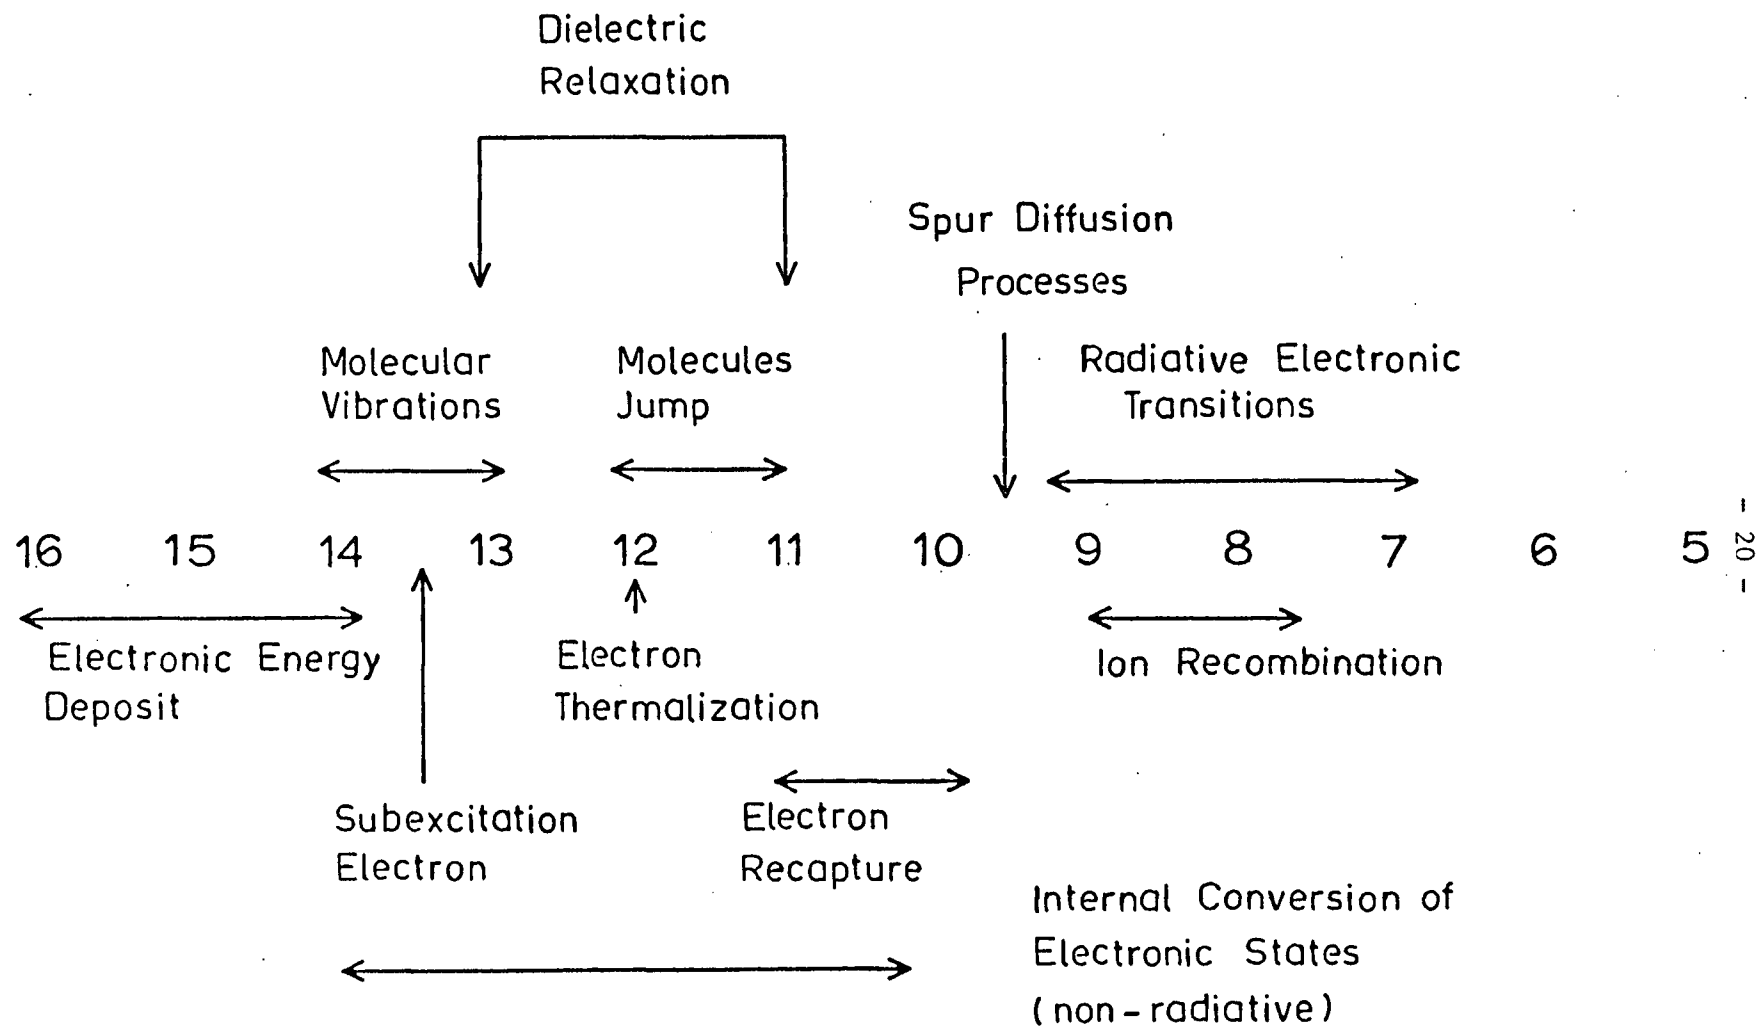 Dielectric
Relaxation
Spur Diffusion
Processes
Molecular
Vibrations
Molecules
Jump
Radiative Electronic
Transitions
16 15 14 13 12 11 10 9 8 7 6 5
- 20 -
Electronic Energy
Deposit
Electron
Thermalization
Ion Recombination
Subexcitation
Electron
Electron
Recapture
Internal Conversion of
Electronic States
(non-radiative)